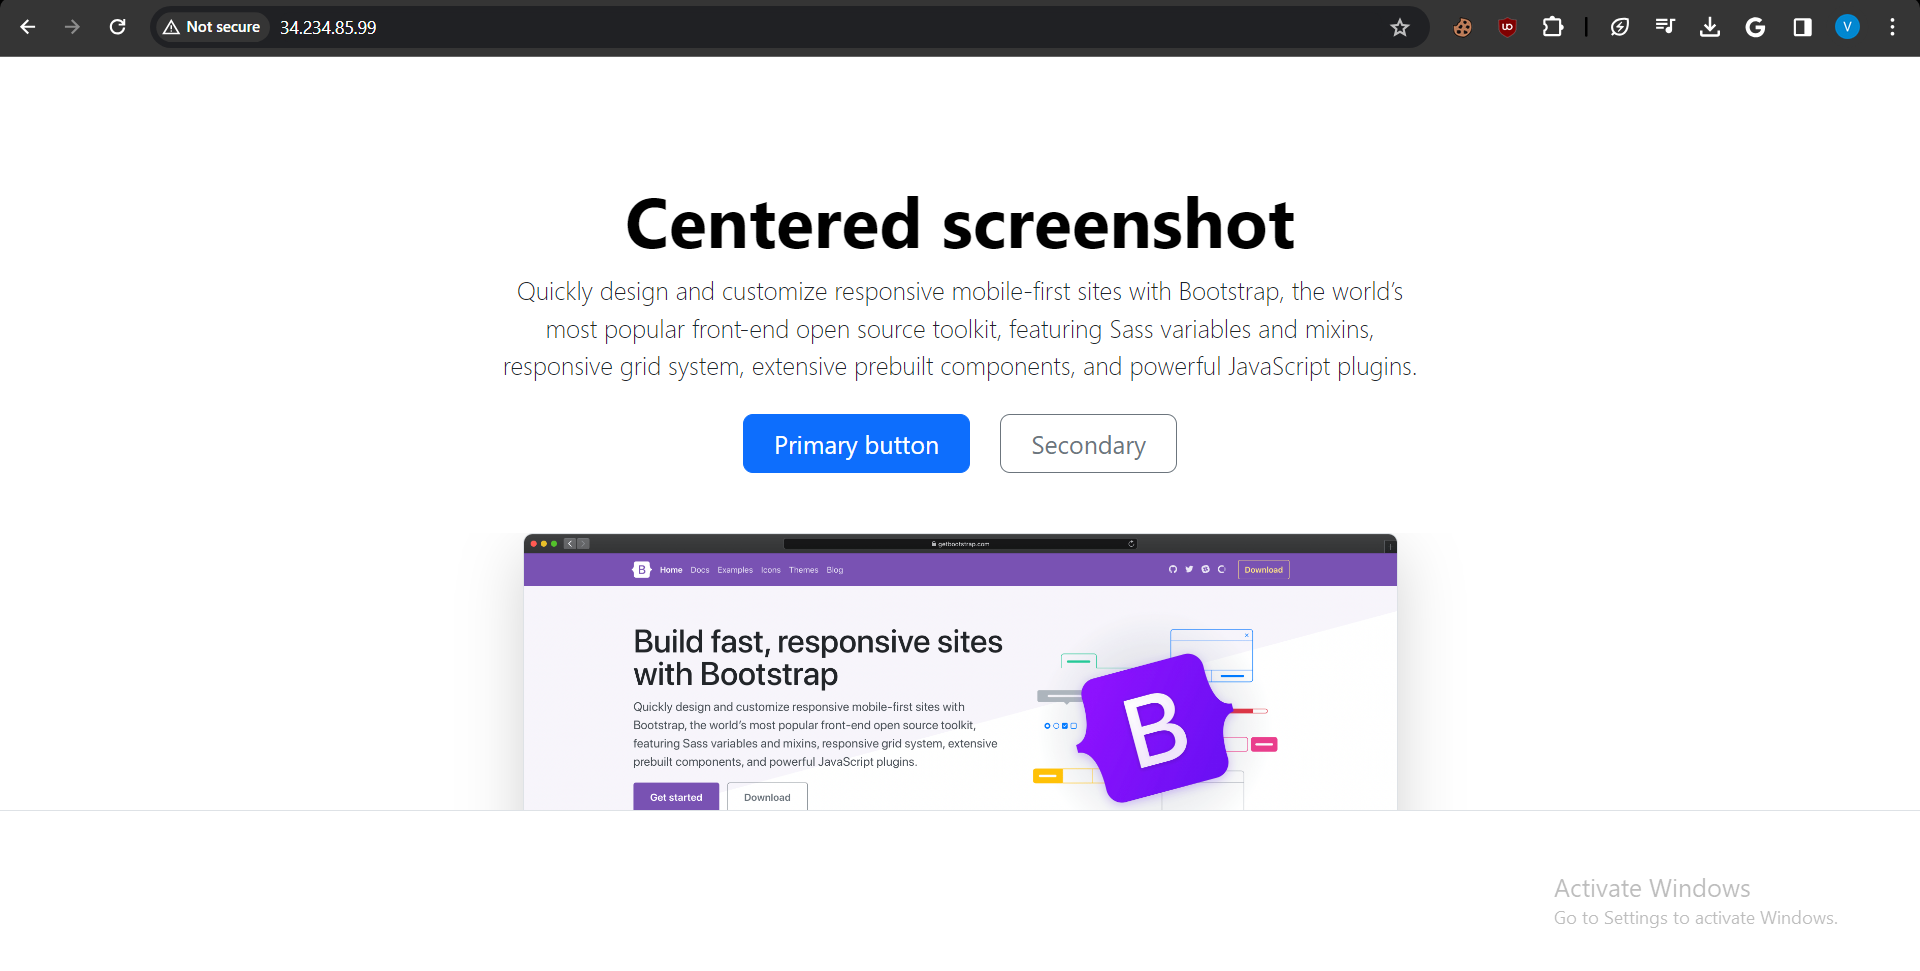 Not secure
34.234.85.99
V
Centered screenshot
Quickly design and customize responsive mobile-first sites with Bootstrap, the world’s
most popular front-end open source toolkit, featuring Sass variables and mixins,
responsive grid system, extensive prebuilt components, and powerful JavaScript plugins.
Primary button
Secondary
getbootstrap.com
B Home Docs Examples Icons Themes Blog Download
Build fast, responsive sites
with Bootstrap
Quickly design and customize responsive mobile-first sites with
Bootstrap, the world’s most popular front-end open source toolkit,
featuring Sass variables and mixins, responsive grid system, extensive
prebuilt components, and powerful JavaScript plugins.
Get started
Download
B
Activate Windows
Go to Settings to activate Windows.